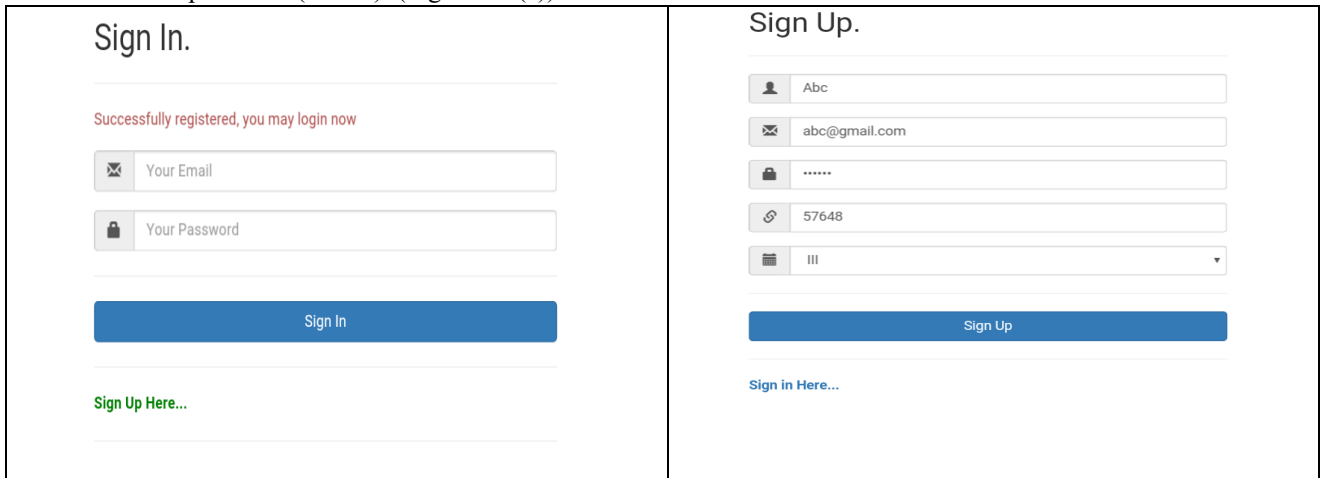 Sign In.
Successfully registered, you may login now
Your Email
Your Password
Sign In
Sign Up Here...
Sign Up.
Abc
abc@gmail.com
······
57648
III
Sign Up
Sign in Here...